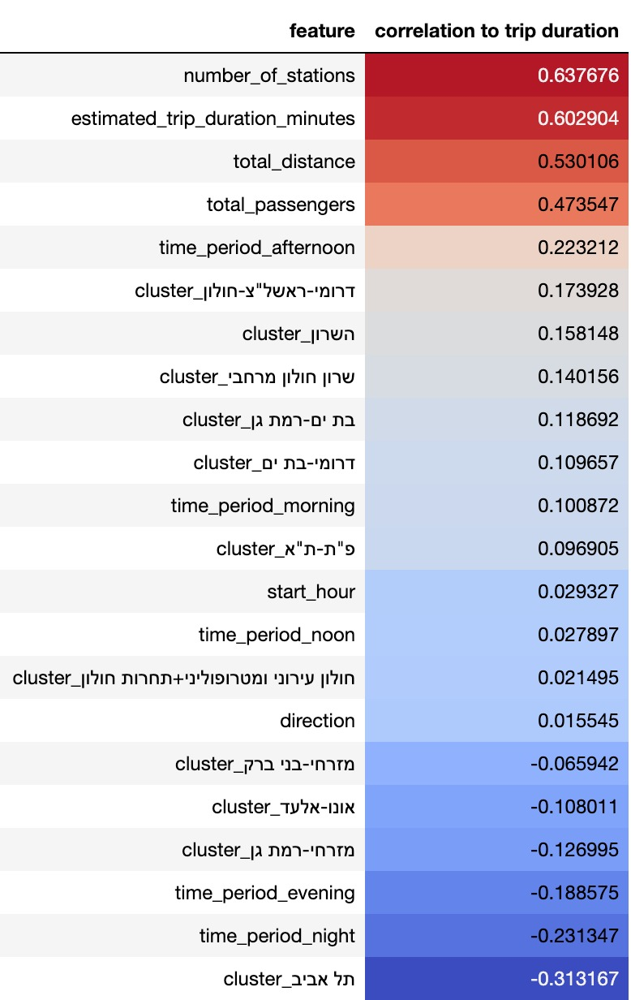 feature correlation to trip duration
number_of_stations 0.637676
estimated_trip_duration_minutes 0.602904
total_distance 0.530106
total_passengers 0.473547
time_period_afternoon 0.223212
cluster_דרומי-ראשל"צ-חולון 0.173928
cluster_השרון 0.158148
cluster_שרון חולון מרחבי 0.140156
cluster_בת ים-רמת גן 0.118692
cluster_דרומי-בת ים 0.109657
time_period_morning 0.100872
cluster_פ"ת-ת"א 0.096905
start_hour 0.029327
time_period_noon 0.027897
cluster_חולון עירוני ומטרופוליני+תחרות חולון 0.021495
direction 0.015545
cluster_מזרחי-בני ברק -0.065942
cluster_אונו-אלעד -0.108011
cluster_מזרחי-רמת גן -0.126995
time_period_evening -0.188575
time_period_night -0.231347
cluster_תל אביב -0.313167